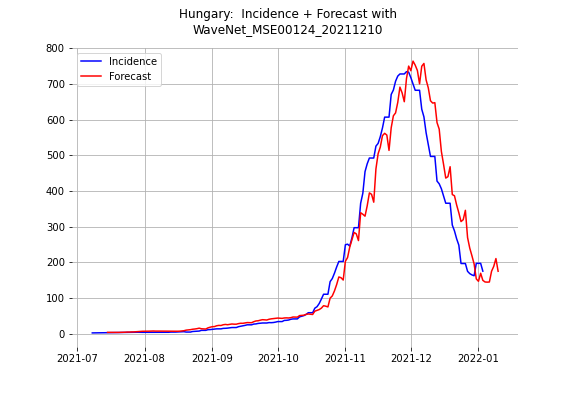 Hungary:  Incidence + Forecast with
WaveNet_MSE00124_20211210
800
700
600
500
400
300
200
100
0
Incidence
Forecast
2021-07 2021-08 2021-09 2021-10 2021-11 2021-12 2022-01